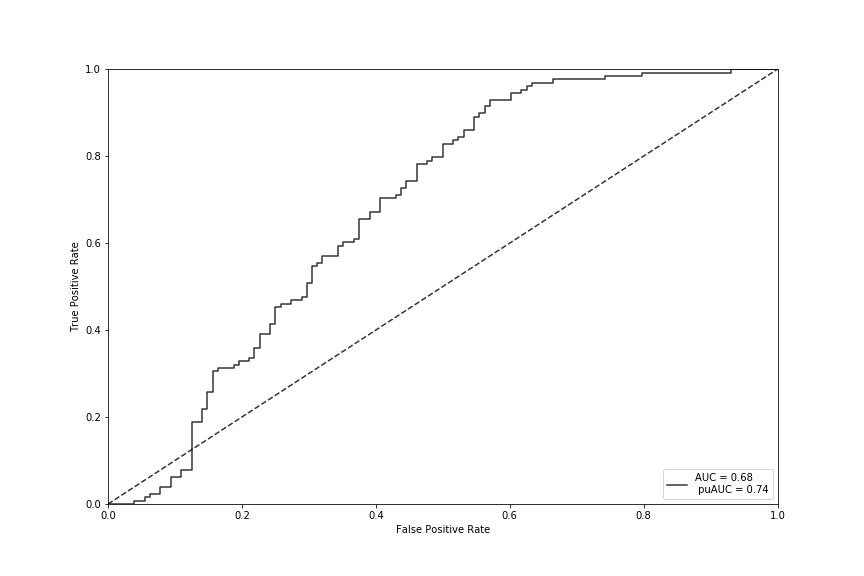 1.0
0.8
0.6
0.4
0.2
0.0
True Positive Rate
0.0 0.2 0.4 0.6 0.8 1.0
False Positive Rate
AUC = 0.68
puAUC = 0.74